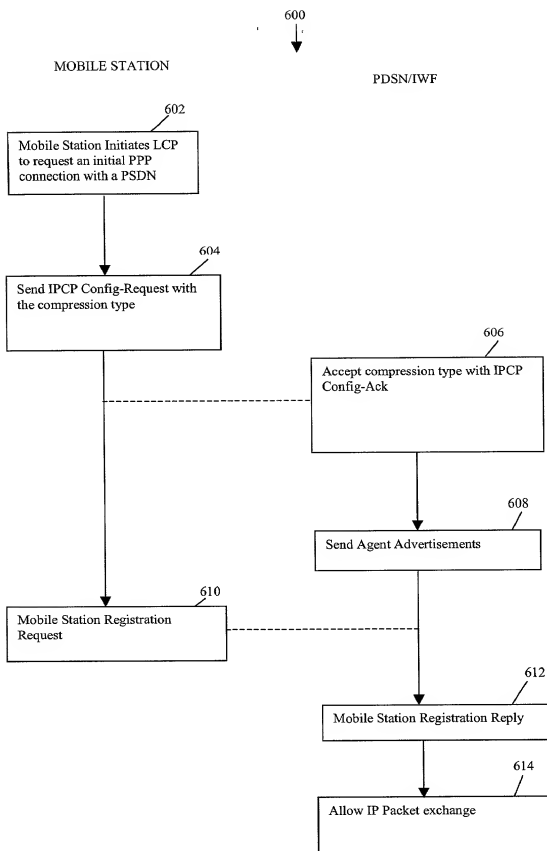 600
MOBILE STATION
PDSN/IWF
602
Mobile Station Initiates LCP
to request an initial PPP
connection with a PSDN
604
Send IPCP Config-Request with
the compression type
606
Accept compression type with IPCP
Config-Ack
608
Send Agent Advertisements
610
Mobile Station Registration
Request
612
Mobile Station Registration Reply
614
Allow IP Packet exchange